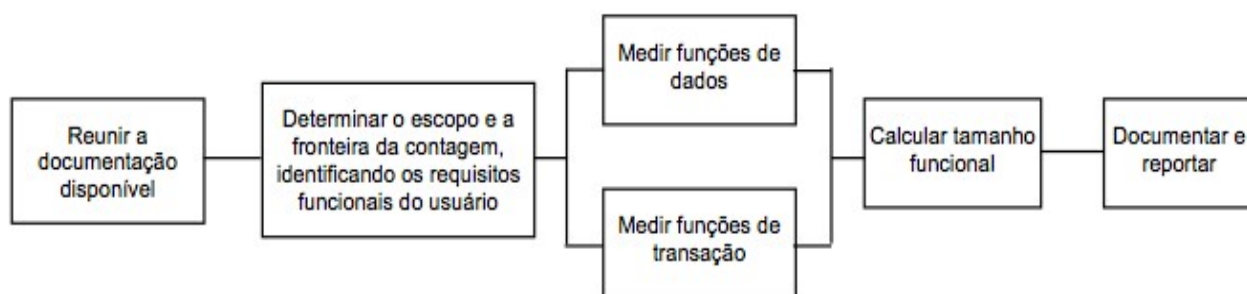 Reunir a
documentação
disponível
Determinar o escopo e a
fronteira da contagem,
identificando os requisitos
funcionais do usuário
Medir funções de
dados
Medir funções de
transação
Calcular tamanho
funcional
Documentar e
reportar